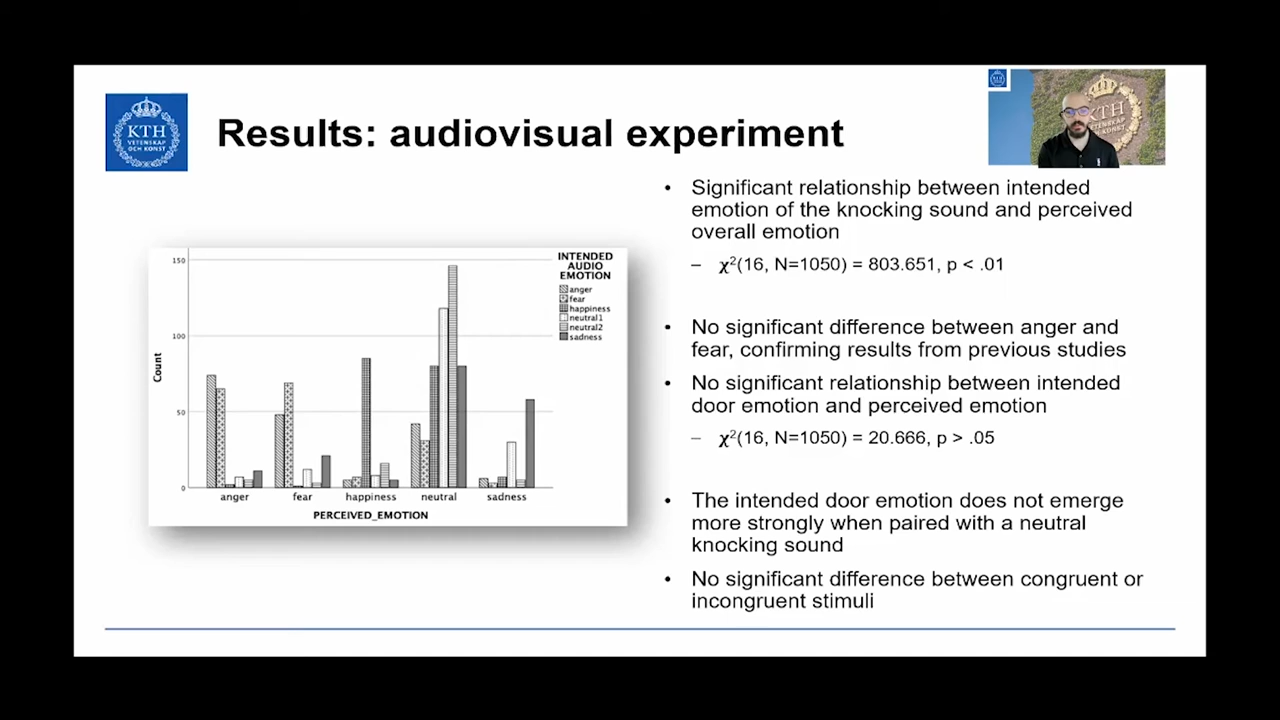 KTH
VETENSKAP
OCH KONST
Results: audiovisual experiment
KTH
150
100
50
0
Count
anger
fear
happiness
neutral
sadness
PERCEIVED_EMOTION
INTENDED
AUDIO
EMOTION
anger
fear
happiness
neutral1
neutral2
sadness
• Significant relationship between intended
emotion of the knocking sound and perceived
overall emotion
– χ²(16, N=1050) = 803.651, p < .01
• No significant difference between anger and
fear, confirming results from previous studies
• No significant relationship between intended
door emotion and perceived emotion
– χ²(16, N=1050) = 20.666, p > .05
• The intended door emotion does not emerge
more strongly when paired with a neutral
knocking sound
• No significant difference between congruent or
incongruent stimuli